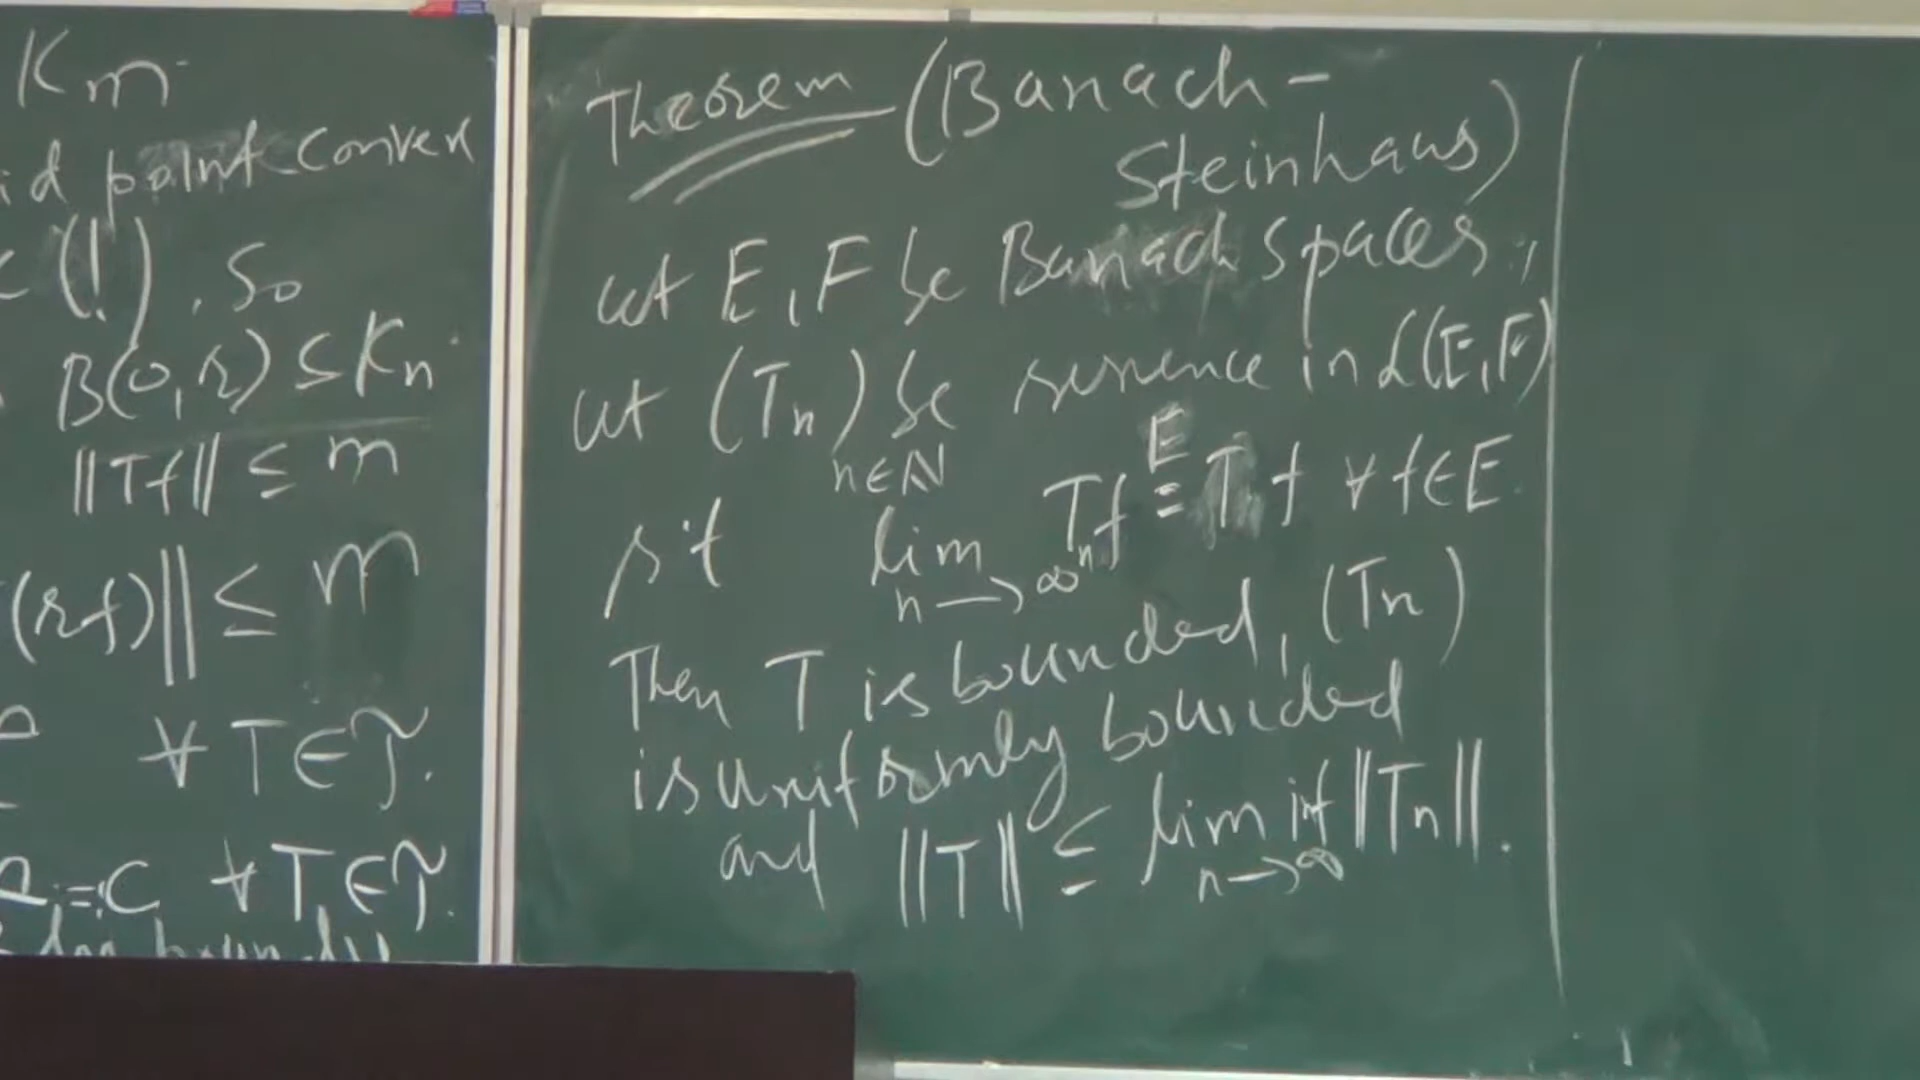 Km
id point convex
(!). So
B(0,r) ⊆ Kn
||Tf|| ≤ m
(rf)|| ≤ m
∀ T ∈ 𝒯.
:= C ∀ T ∈ 𝒯.
Theorem (Banach-
Steinhaus)
Let E, F be Banach spaces,
let (Tn) be sequence in ℒ(E,F)
n∈ℕ
s.t lim Tnf ≡ Tf ∀ f∈E
n→∞
Then T is bounded, (Tn)
is uniformly bounded
and ||T|| ≤ lim inf ||Tn||.
n→∞